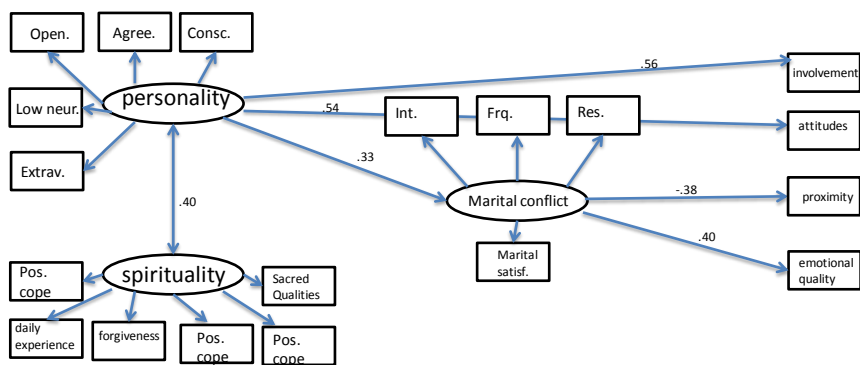 Open.
Agree.
Consc.
.56
involvement
personality
Low neur.
.54
Int.
Frq.
Res.
attitudes
Extrav.
.33
Marital conflict
-.38
proximity
.40
.40
Marital
satisf.
emotional
quality
Pos.
cope
spirituality
Sacred
Qualities
daily
experience
forgiveness
Pos.
cope
Pos.
cope